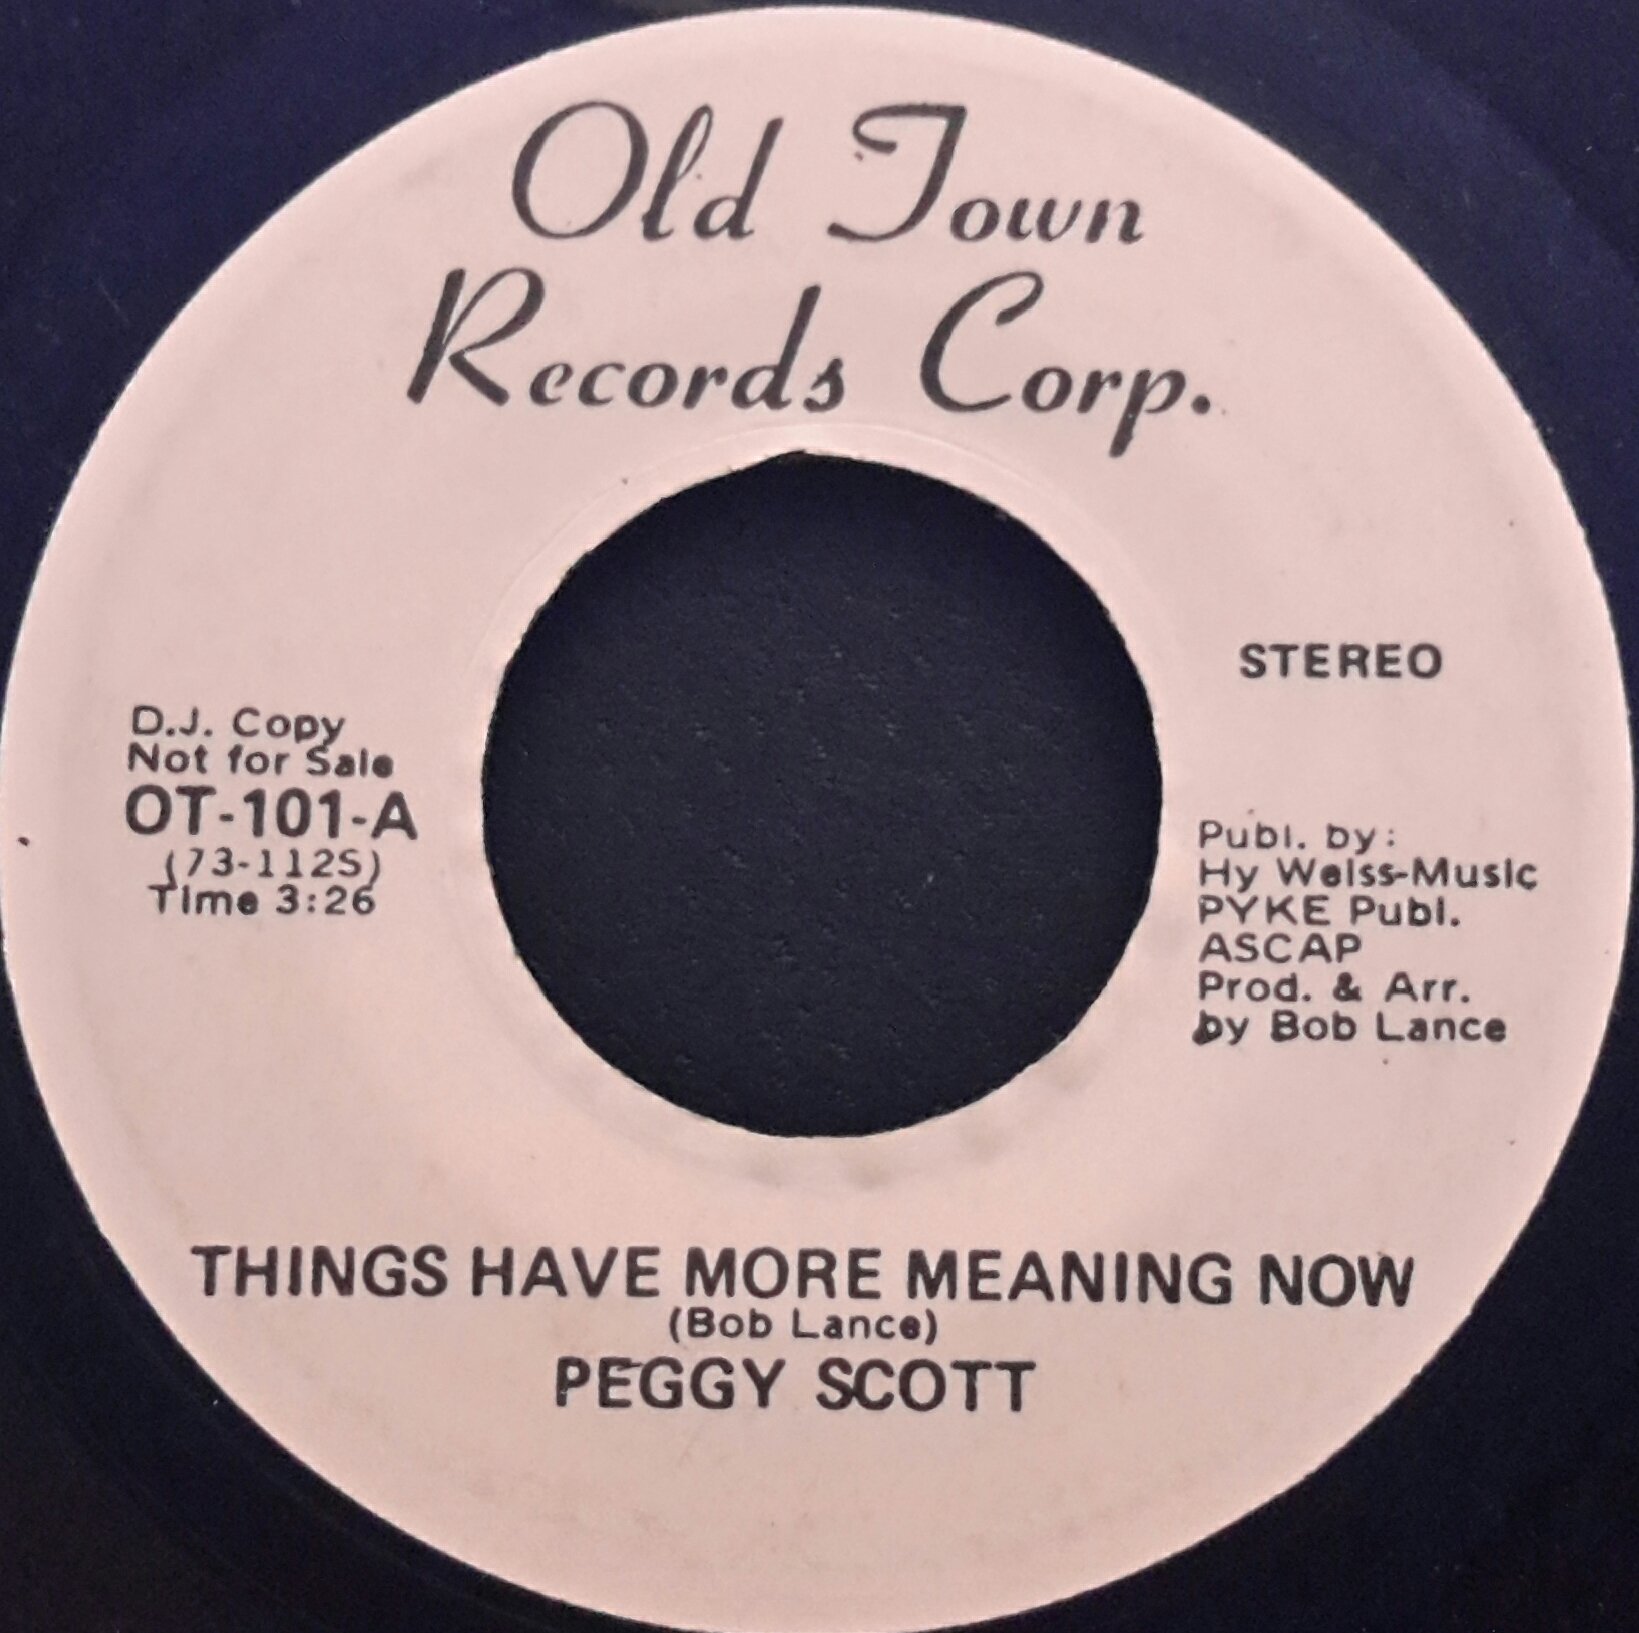 Old Town
Records Corp.
STEREO
D.J. Copy
Not for Sale
OT-101-A
(73-112S)
Time 3:26
Publ. by:
Hy Weiss-Music
PYKE Publ.
ASCAP
Prod. & Arr.
by Bob Lance
THINGS HAVE MORE MEANING NOW
(Bob Lance)
PEGGY SCOTT